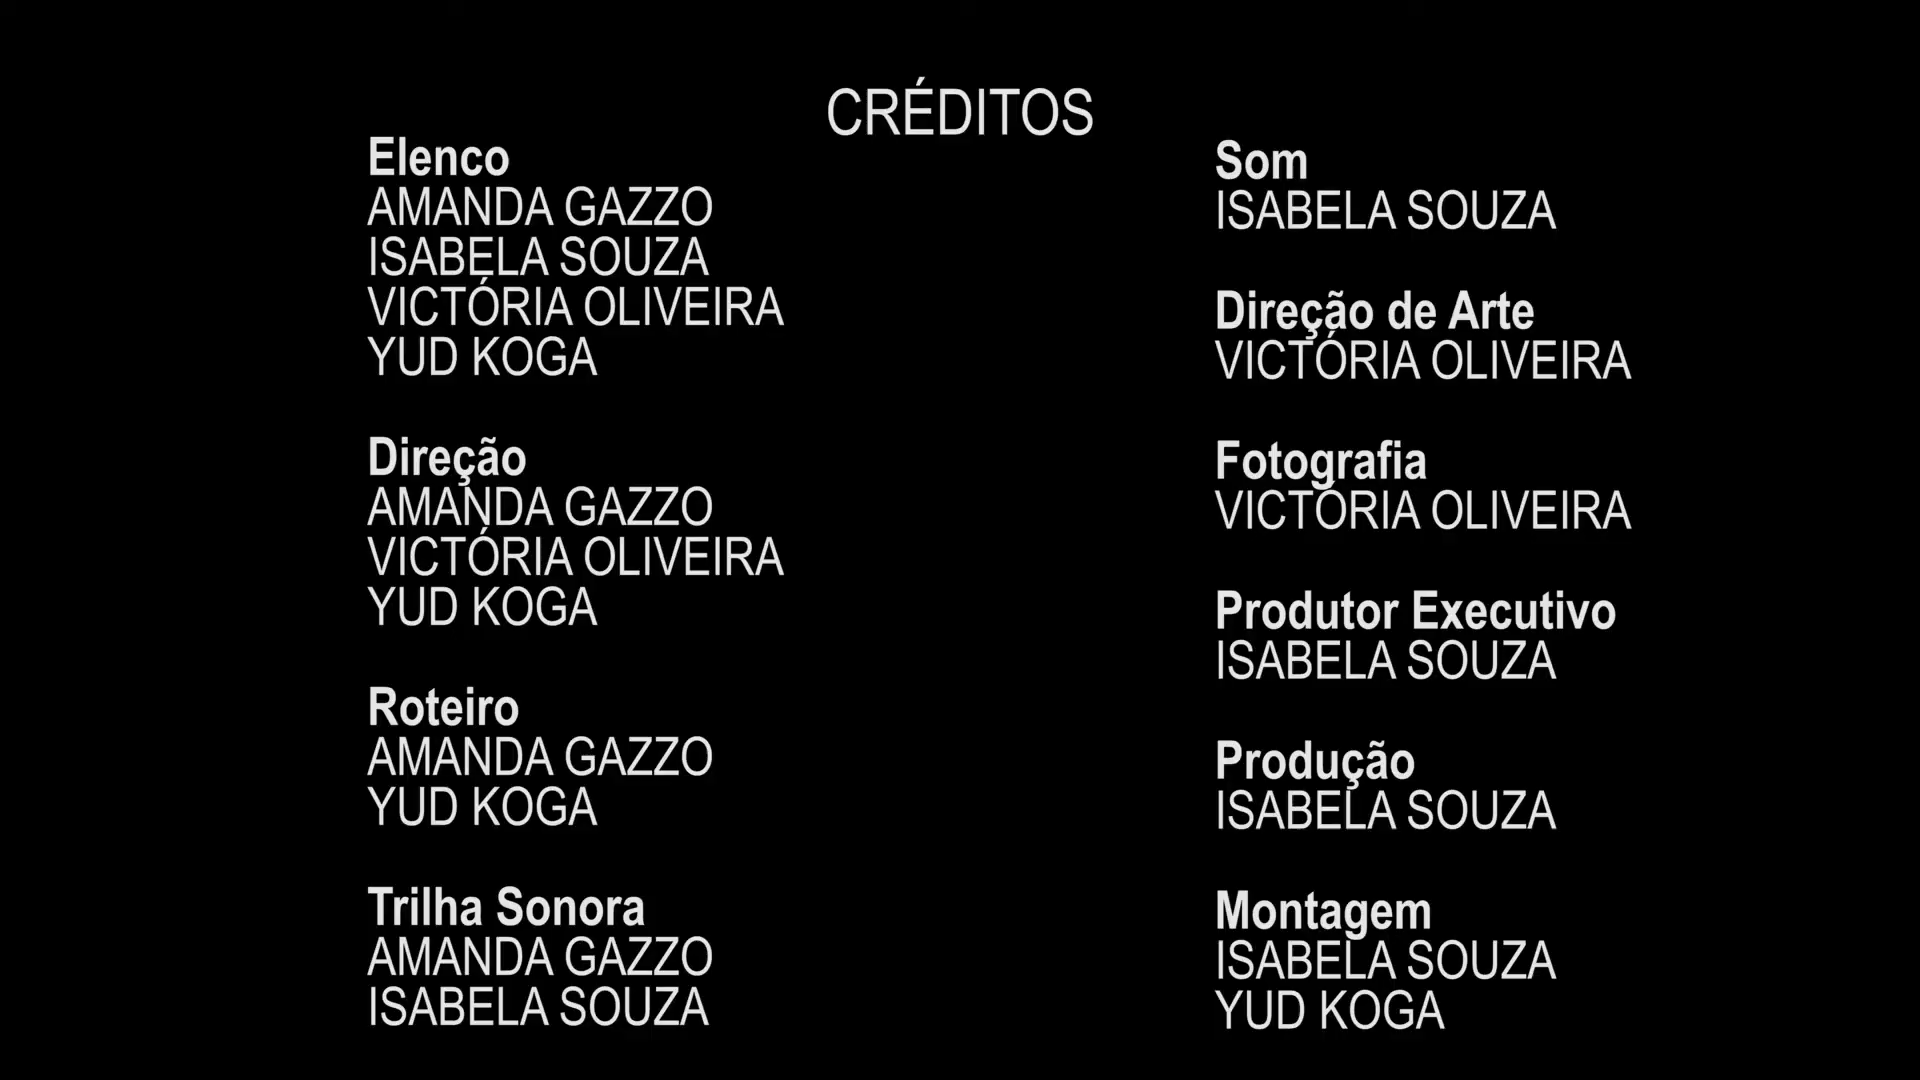 CRÉDITOS
Elenco
AMANDA GAZZO
ISABELA SOUZA
VICTÓRIA OLIVEIRA
YUD KOGA
Direção
AMANDA GAZZO
VICTÓRIA OLIVEIRA
YUD KOGA
Roteiro
AMANDA GAZZO
YUD KOGA
Trilha Sonora
AMANDA GAZZO
ISABELA SOUZA
Som
ISABELA SOUZA
Direção de Arte
VICTÓRIA OLIVEIRA
Fotografia
VICTÓRIA OLIVEIRA
Produtor Executivo
ISABELA SOUZA
Produção
ISABELA SOUZA
Montagem
ISABELA SOUZA
YUD KOGA